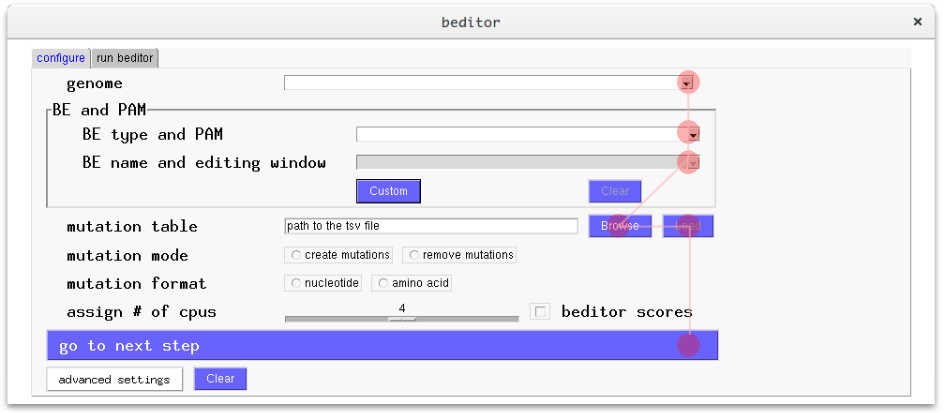 beditor
configure run beditor
genome
BE and PAM
BE type and PAM
BE name and editing window
Custom Clear
mutation table path to the tsv file Browse Load
mutation mode create mutations remove mutations
mutation format nucleotide amino acid
4
assign # of cpus beditor scores
go to next step
advanced settings Clear